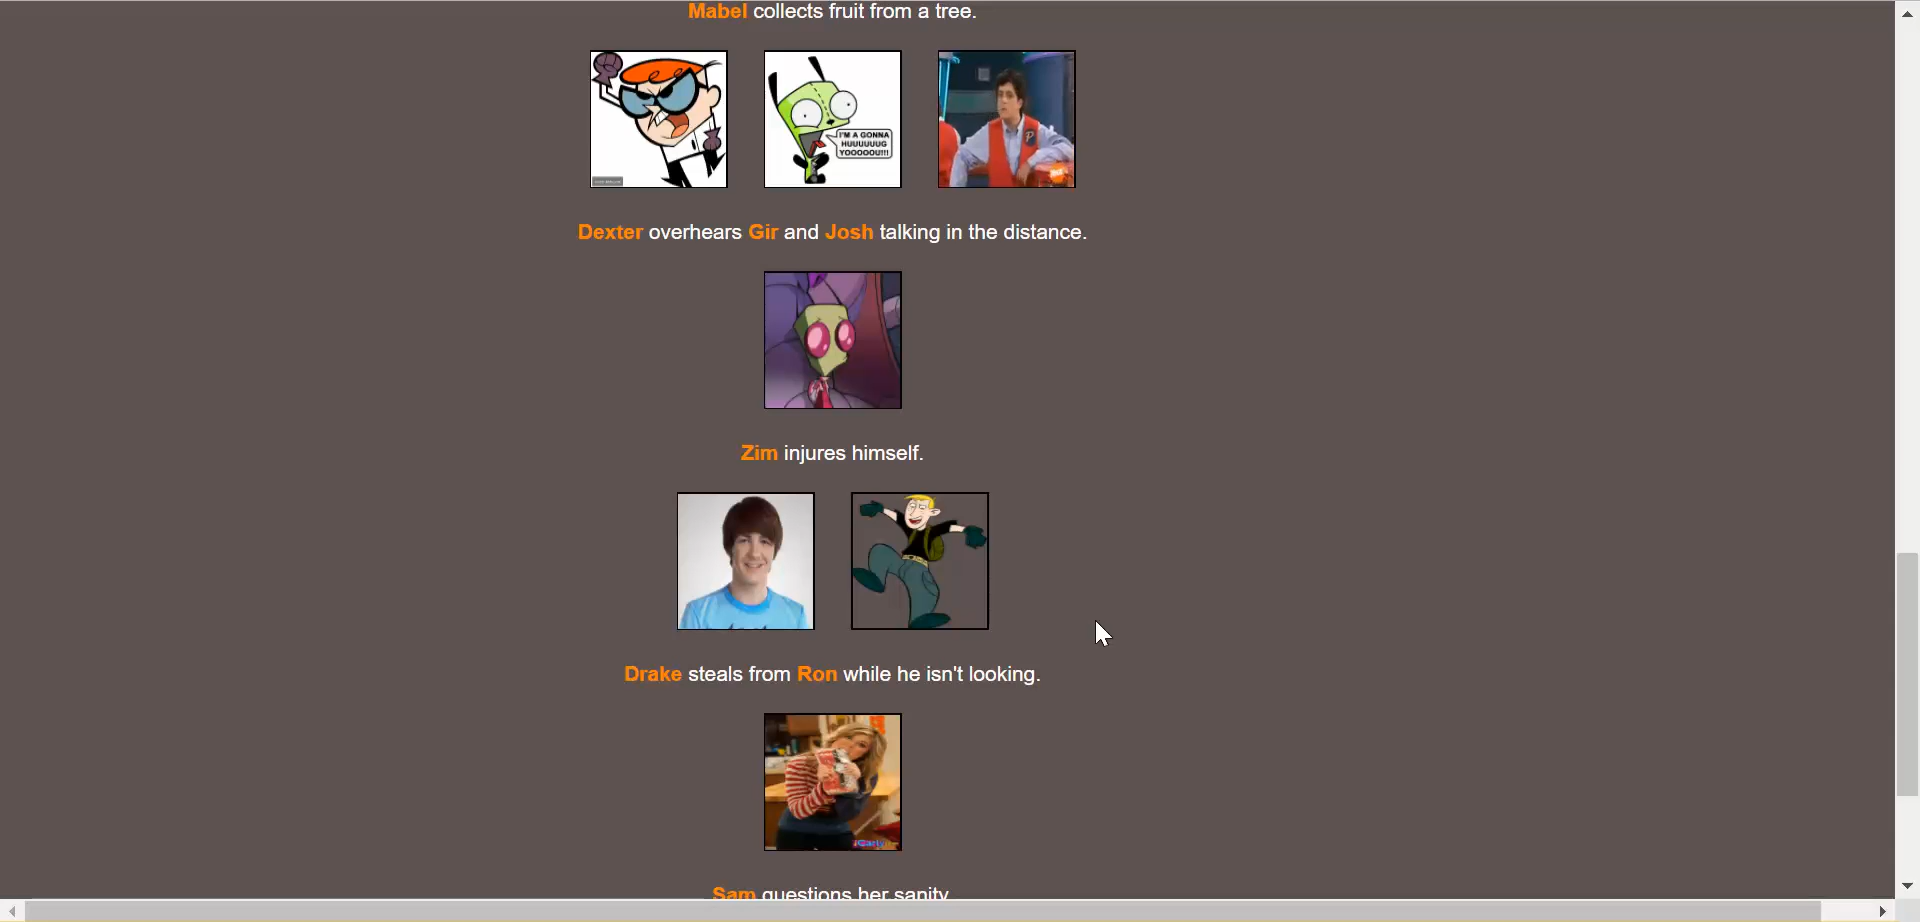 Mabel collects fruit from a tree.
I'M A GONNA
HUUUUUUG
YOOOOOU!!!
P
Dexter overhears Gir and Josh talking in the distance.
Zim injures himself.
Drake steals from Ron while he isn't looking.
iCarly
Sam questions her sanity.